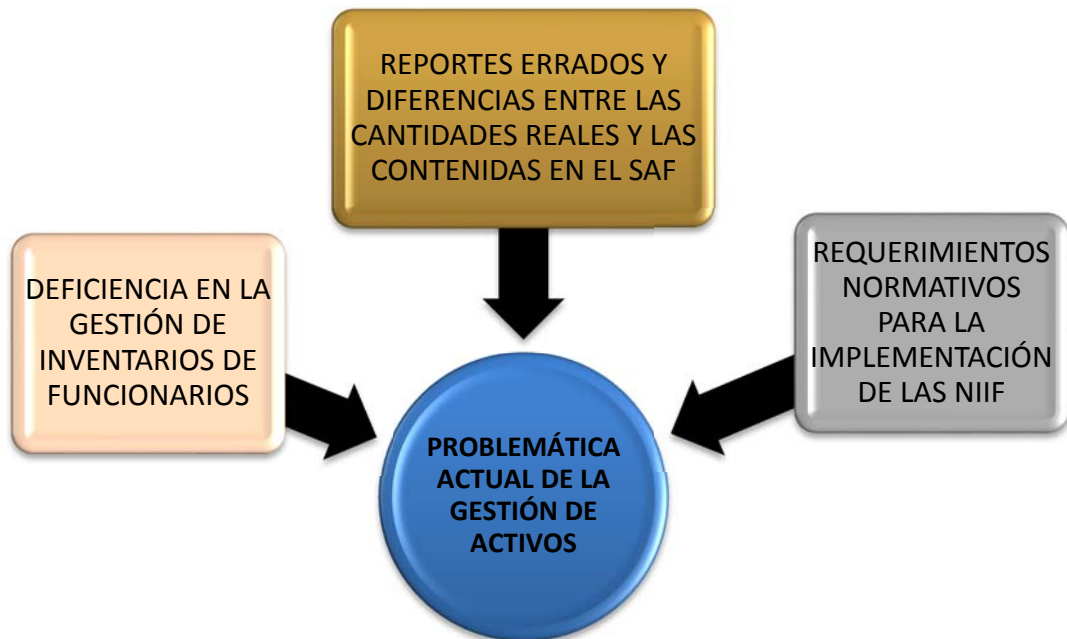 REPORTES ERRADOS Y
DIFERENCIAS ENTRE LAS
CANTIDADES REALES Y LAS
CONTENIDAS EN EL SAF
DEFICIENCIA EN LA
GESTIÓN DE
INVENTARIOS DE
FUNCIONARIOS
REQUERIMIENTOS
NORMATIVOS
PARA LA
IMPLEMENTACIÓN
DE LAS NIIF
PROBLEMÁTICA
ACTUAL DE LA
GESTIÓN DE
ACTIVOS